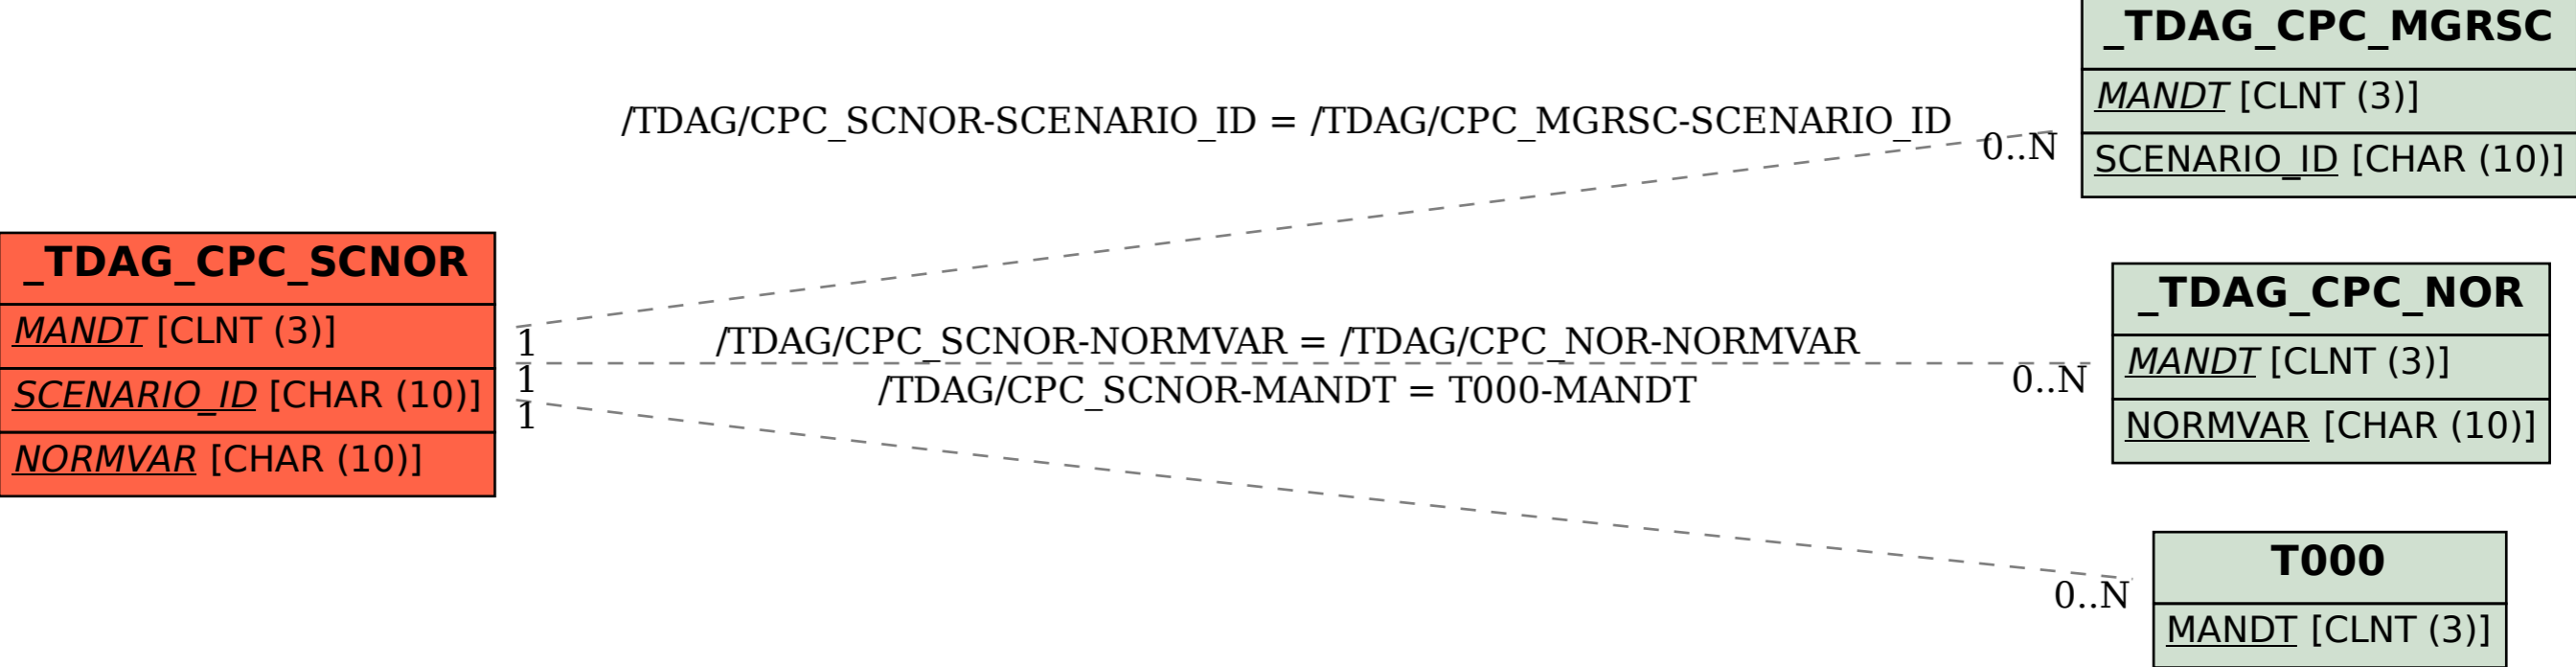 _TDAG_CPC_SCNOR
MANDT [CLNT (3)]
SCENARIO_ID [CHAR (10)]
NORMVAR [CHAR (10)]
/TDAG/CPC_SCNOR-SCENARIO_ID = /TDAG/CPC_MGRSC-SCENARIO_ID
1
0..N
/TDAG/CPC_SCNOR-NORMVAR = /TDAG/CPC_NOR-NORMVAR
1
0..N
/TDAG/CPC_SCNOR-MANDT = T000-MANDT
1
0..N
_TDAG_CPC_MGRSC
MANDT [CLNT (3)]
SCENARIO_ID [CHAR (10)]
_TDAG_CPC_NOR
MANDT [CLNT (3)]
NORMVAR [CHAR (10)]
T000
MANDT [CLNT (3)]